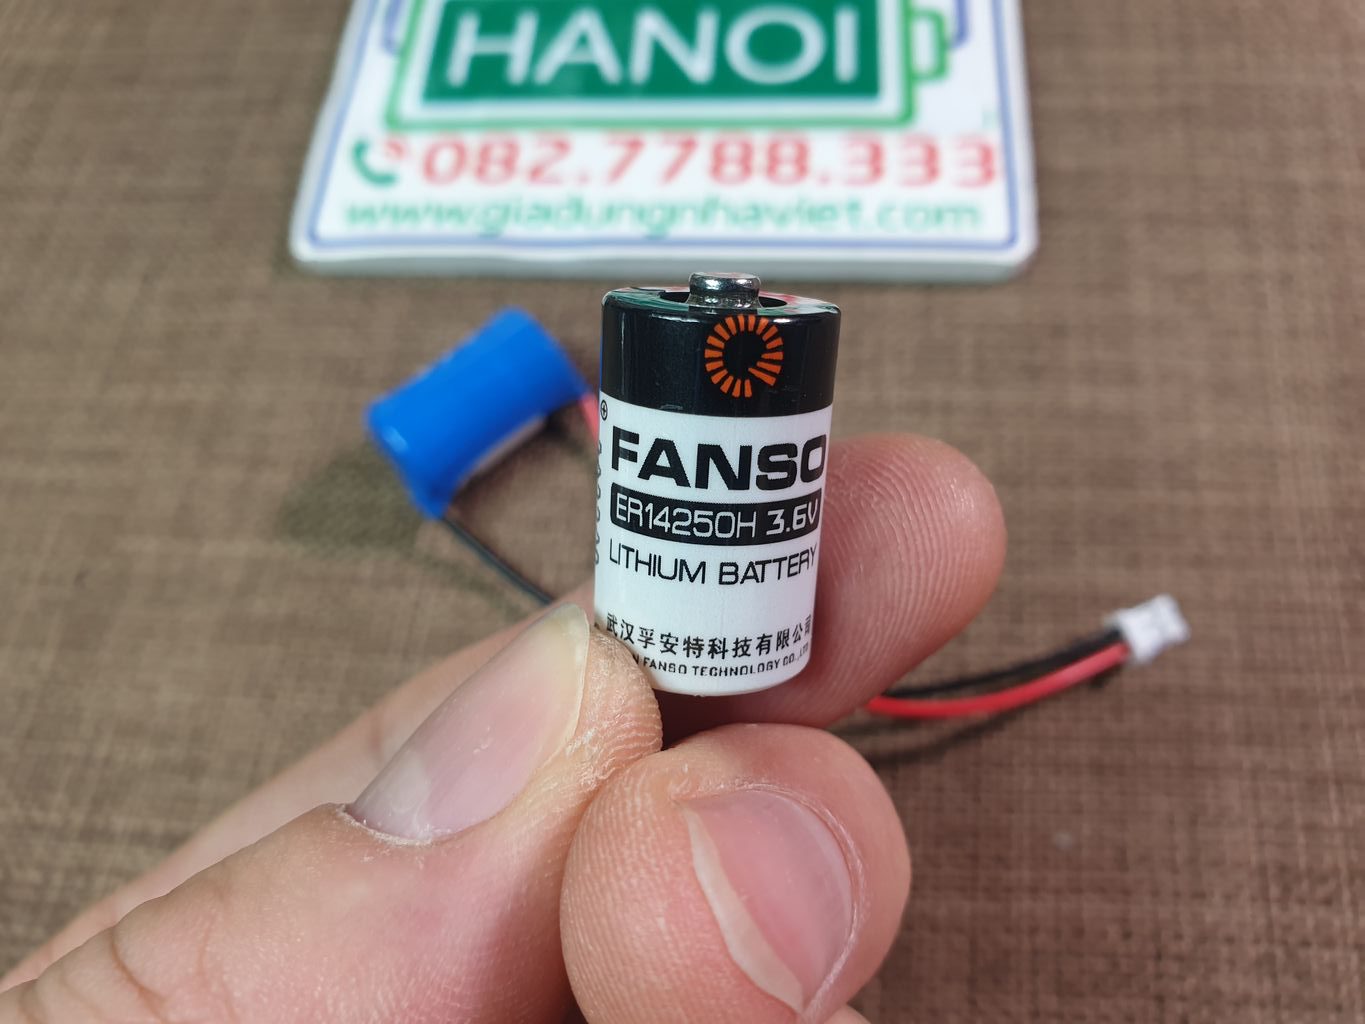 HANOI
082.7788.333
www.giadungnhaviet.com
FANSO
ER14250H 3.6V
LITHIUM BATTERY
武汉孚安特科技有限公司
FANSO TECHNOLOGY CO.,LTD